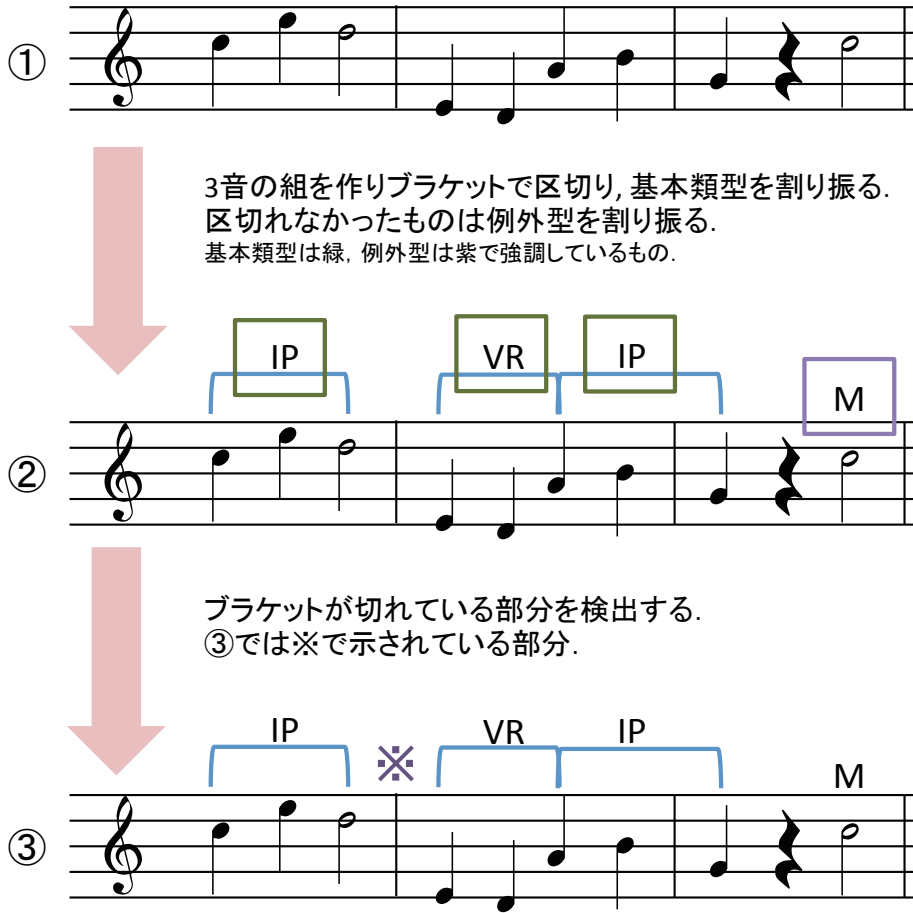 ①
3音の組を作りブラケットで区切り, 基本類型を割り振る.
区切れなかったものは例外型を割り振る.
基本類型は緑, 例外型は紫で強調しているもの.
IP VR IP M
②
ブラケットが切れている部分を検出する.
③では※で示されている部分.
IP ※ VR IP M
③